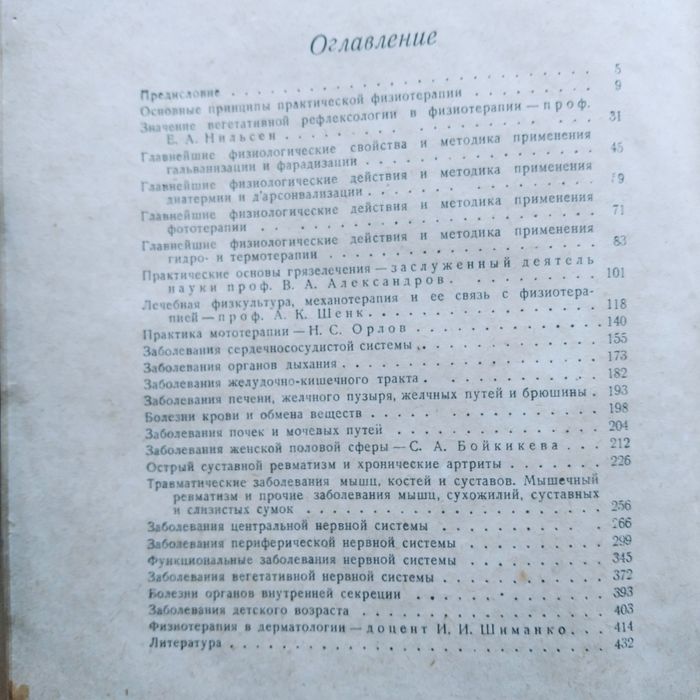 Оглавление
Предисловие 5
Основные принципы практической физиотерапии 9
Значение вегетативной рефлексологии в физиотерапии — проф.
Е. А. Нильсен 31
Главнейшие физиологические свойства и методика применения
гальванизации и фарадизации 45
Главнейшие физиологические действия и методика применения
диатермии и д'арсонвализации 59
Главнейшие физиологические действия и методика применения
фототерапии 71
Главнейшие физиологические действия и методика применения
гидро- и термотерапии 83
Практические основы грязелечения — заслуженный деятель
науки проф. В. А. Александров 101
Лечебная физкультура, механотерапия и ее связь с физиотера-
пией — проф. А. К. Шенк 118
Практика мототерапии — Н. С. Орлов 140
Заболевания сердечнососудистой системы 155
Заболевания органов дыхания 173
Заболевания желудочно-кишечного тракта 182
Заболевания печени, желчного пузыря, желчных путей и брюшины 193
Болезни крови и обмена веществ 198
Заболевания почек и мочевых путей 204
Заболевания женской половой сферы — С. А. Бойкикева 212
Острый суставной ревматизм и хронические артриты 226
Травматические заболевания мышц, костей и суставов. Мышечный
ревматизм и прочие заболевания мышц, сухожилий, суставных
и слизистых сумок 256
Заболевания центральной нервной системы 266
Заболевания периферической нервной системы 299
Функциональные заболевания нервной системы 345
Заболевания вегетативной нервной системы 372
Болезни органов внутренней секреции 393
Заболевания детского возраста 403
Физиотерапия в дерматологии — доцент И. И. Шиманко 414
Литература 432